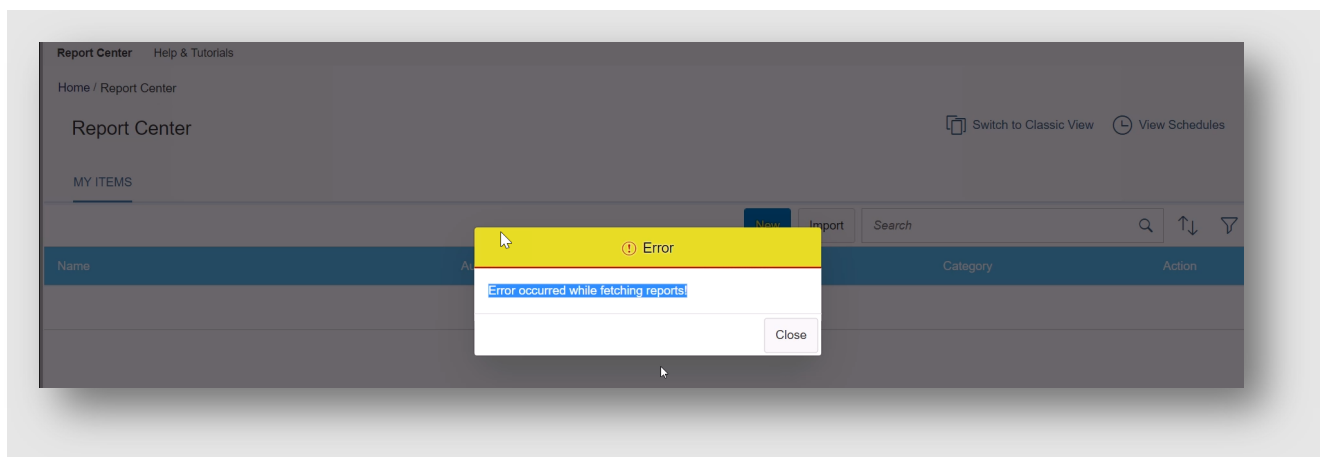 Report Center Help & Tutorials
Home / Report Center
Report Center
Switch to Classic View View Schedules
MY ITEMS
New Import Search
Error
Name Category Action
Error occurred while fetching reports!
Close